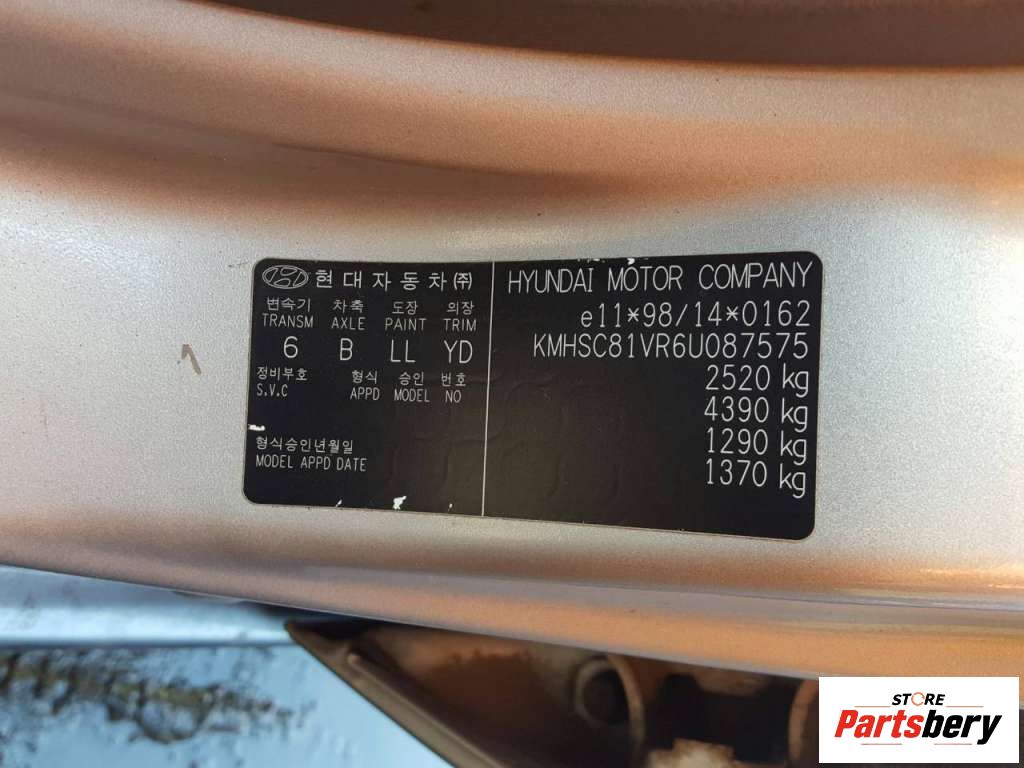 현대자동차㈜
변속기 차축 도장 의장
TRANSM AXLE PAINT TRIM
6 B LL YD
정비부호 형식 승인 번호
S.V.C APPD MODEL NO
형식승인년월일
MODEL APPD DATE
HYUNDAI MOTOR COMPANY
e11*98/14*0162
KMHSC81VR6U087575
2520 kg
4390 kg
1290 kg
1370 kg
STORE
Partsbery